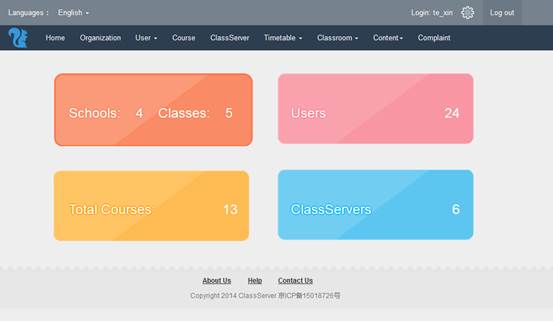 Languages： English
Login: te_xin Log out
Home Organization User Course ClassServer Timetable Classroom Content Complaint
Schools: 4 Classes: 5
Users 24
Total Courses 13
ClassServers 6
About Us Help Contact Us
Copyright 2014 ClassServer 京ICP备15018726号